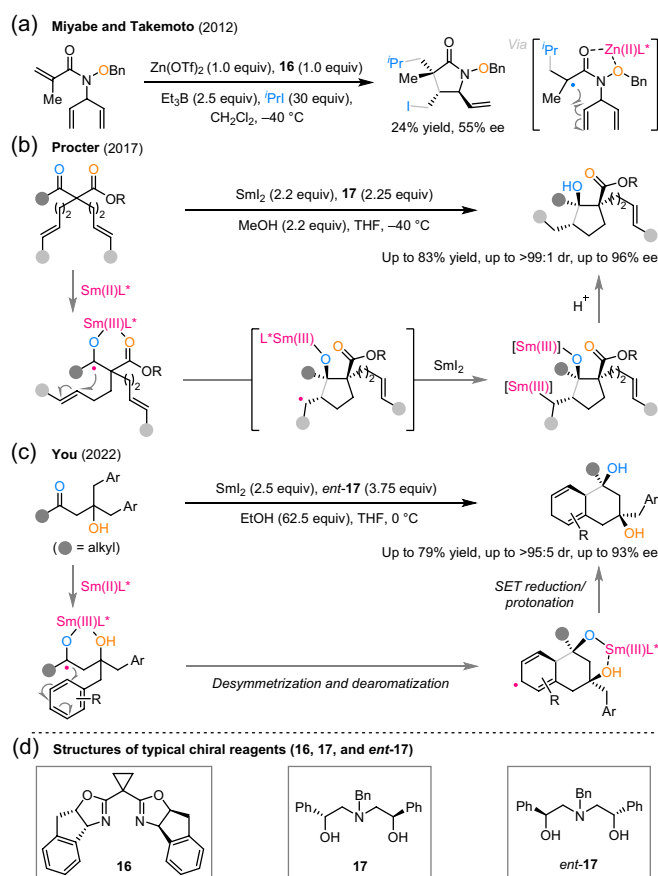 (a) Miyabe and Takemoto (2012)
O
N
OBn
Me
Zn(OTf)2 (1.0 equiv), 16 (1.0 equiv)
Et3B (2.5 equiv), iPrI (30 equiv),
CH2Cl2, –40 °C
iPr
O
Me
N
OBn
I
24% yield, 55% ee
Via
iPr
O
Zn(II)L*
Me
N
O
Bn
(b) Procter (2017)
O
O
OR
( )2
( )2
SmI2 (2.2 equiv), 17 (2.25 equiv)
MeOH (2.2 equiv), THF, –40 °C
HO
O
OR
( )2
Up to 83% yield, up to >99:1 dr, up to 96% ee
Sm(II)L*
H+
Sm(III)L*
O
O
OR
( )2
L*Sm(III)
O
O
OR
( )2
SmI2
[Sm(III)]
O
O
OR
[Sm(III)]
( )2
(c) You (2022)
O
Ar
Ar
OH
( = alkyl)
SmI2 (2.5 equiv), ent-17 (3.75 equiv)
EtOH (62.5 equiv), THF, 0 °C
OH
R
Ar
OH
Up to 79% yield, up to >95:5 dr, up to 93% ee
Sm(II)L*
SET reduction/
protonation
Sm(III)L*
O
OH
Ar
R
Desymmetrization and dearomatization
O
Sm(III)L*
OH
R
Ar
(d) Structures of typical chiral reagents (16, 17, and ent-17)
O
O
N
N
16
Bn
Ph
N
Ph
OH
OH
17
Bn
Ph
N
Ph
OH
OH
ent-17